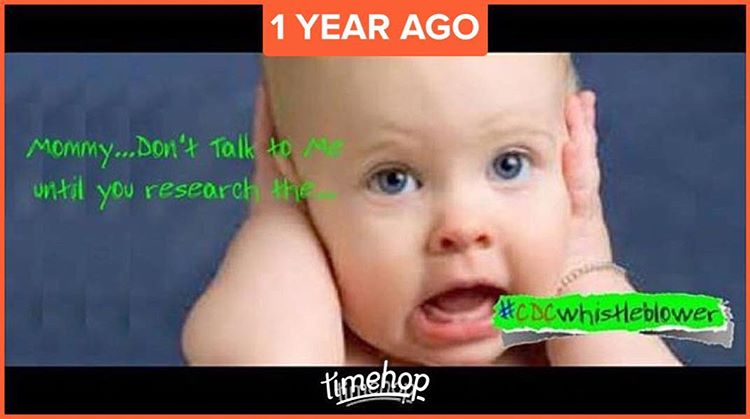 1 YEAR AGO
Mommy...Don't Talk to Me
until you research the...
#CDCwhistleblower
timehop